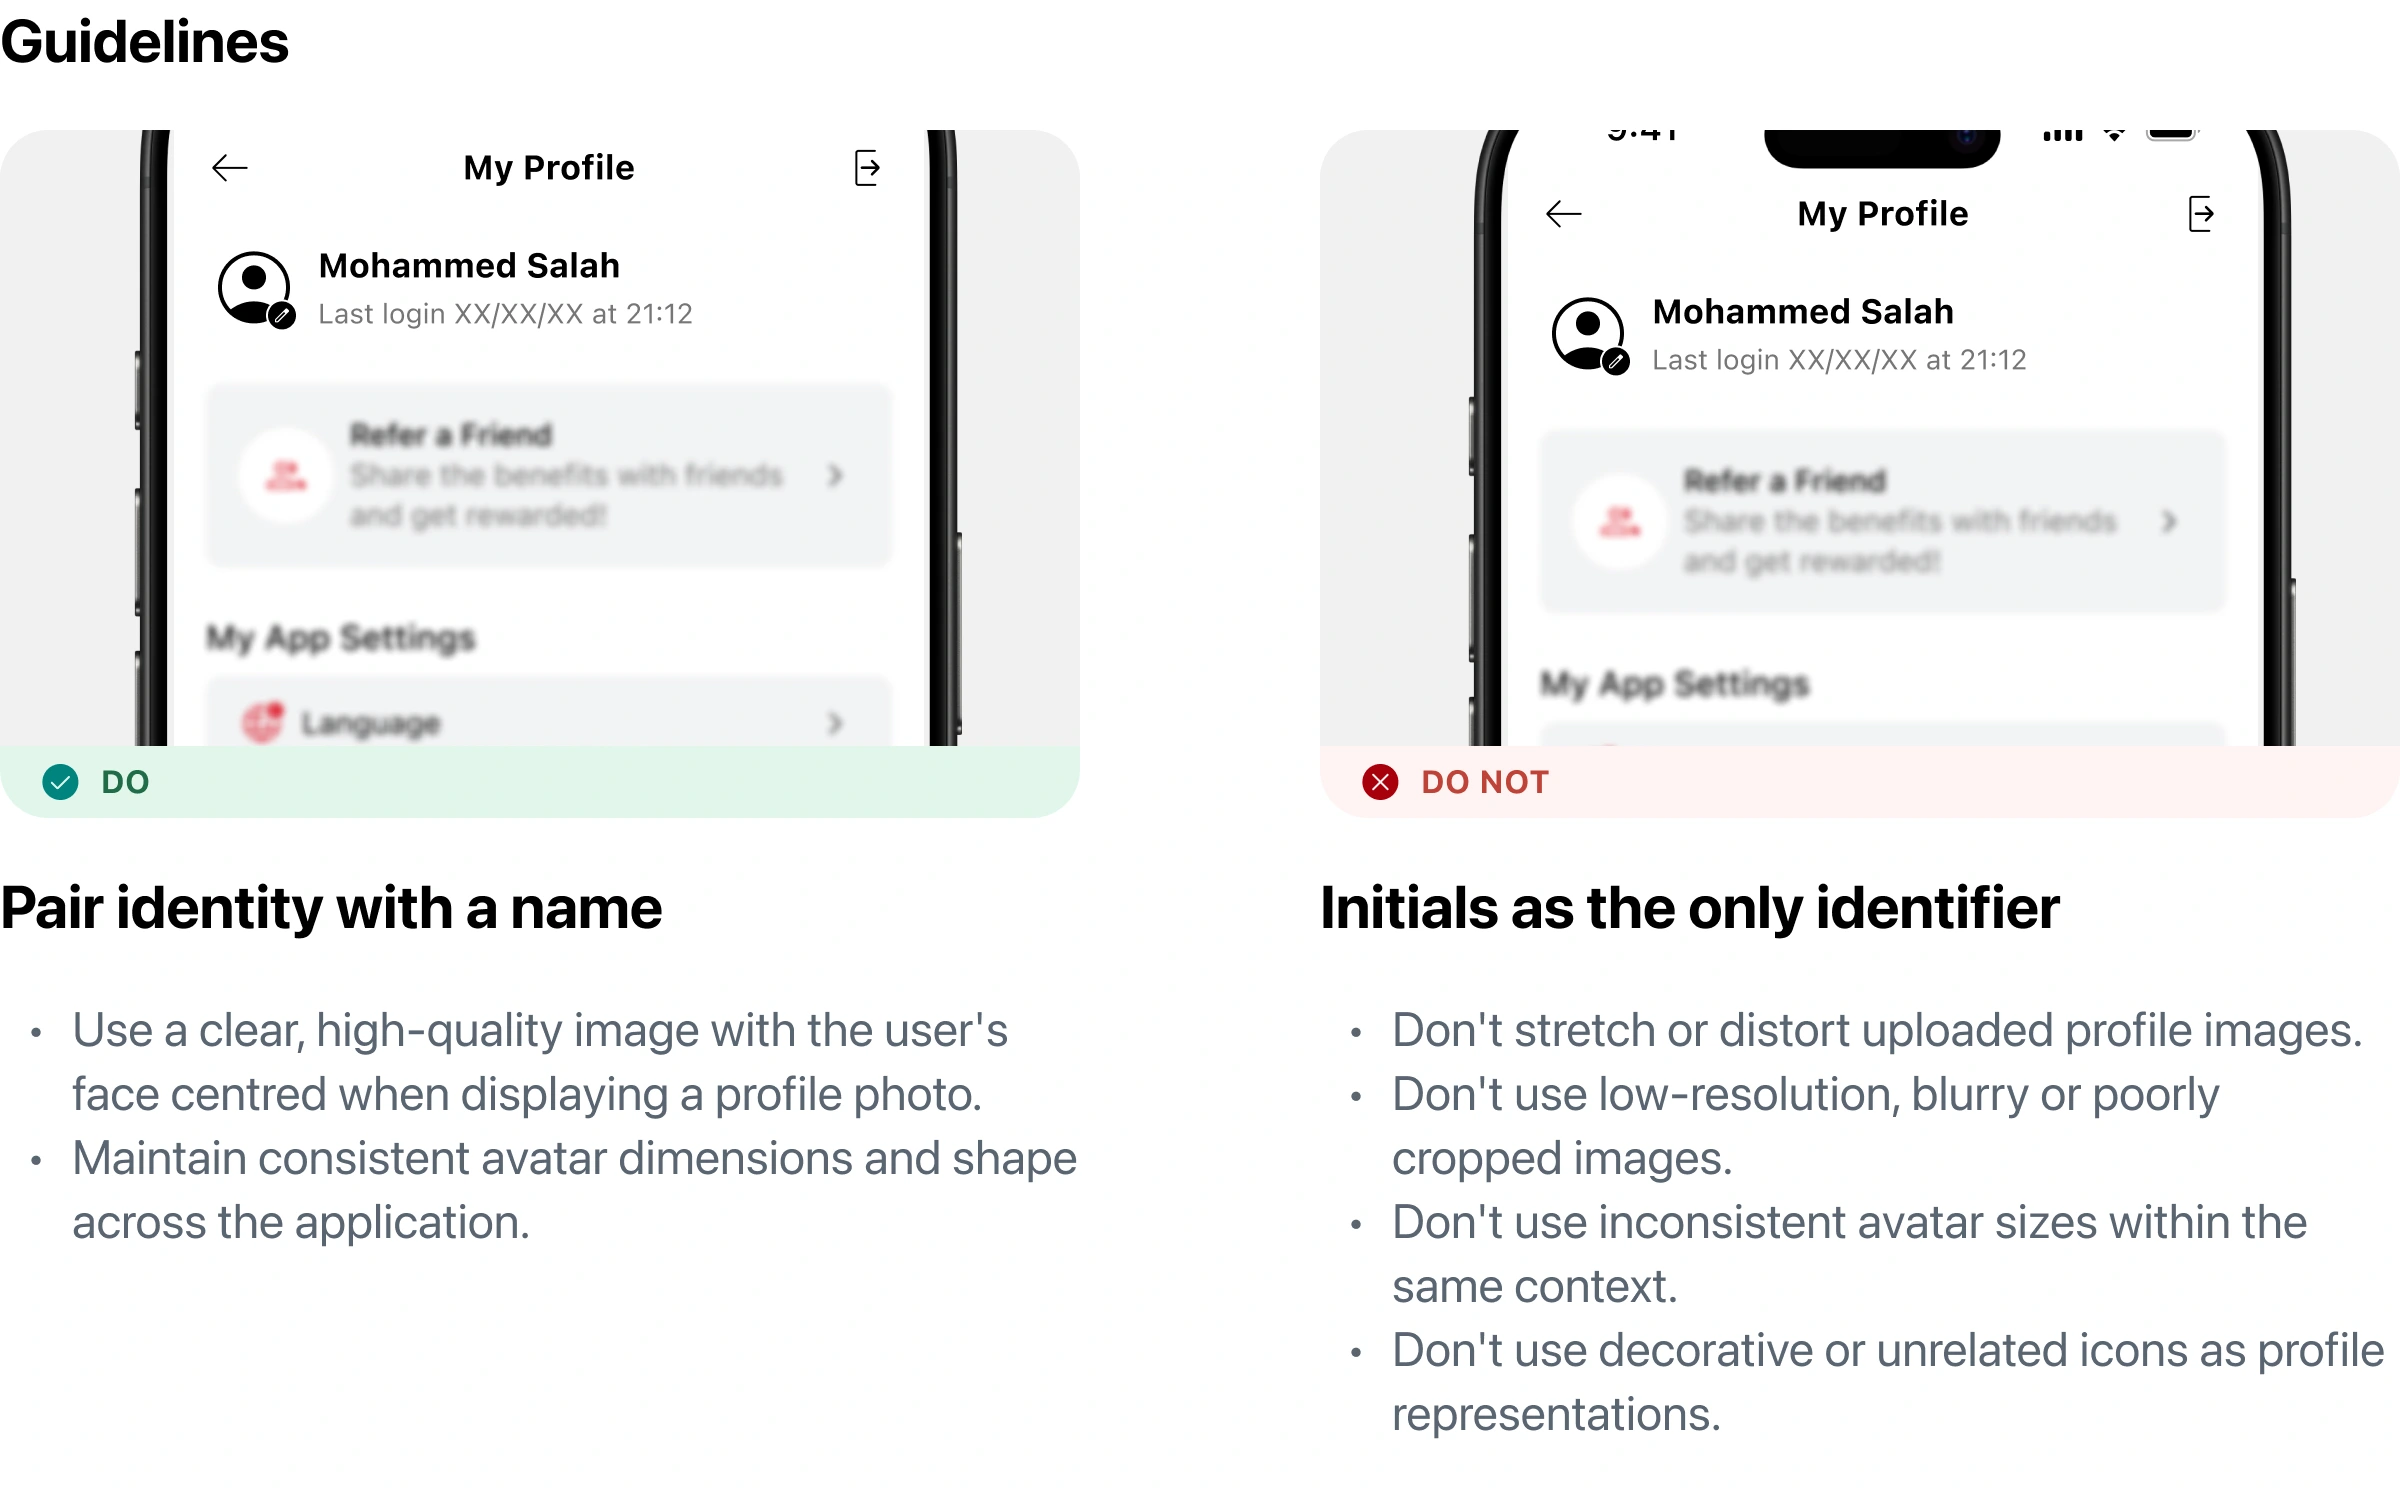 Guidelines
My Profile
Mohammed Salah
Last login XX/XX/XX at 21:12
Refer a Friend
Share the benefits with friends
and get rewarded!
My App Settings
Language
DO
Pair identity with a name
• Use a clear, high-quality image with the user's
face centred when displaying a profile photo.
• Maintain consistent avatar dimensions and shape
across the application.
9:41
My Profile
Mohammed Salah
Last login XX/XX/XX at 21:12
Refer a Friend
Share the benefits with friends
and get rewarded!
My App Settings
DO NOT
Initials as the only identifier
• Don't stretch or distort uploaded profile images.
• Don't use low-resolution, blurry or poorly
cropped images.
• Don't use inconsistent avatar sizes within the
same context.
• Don't use decorative or unrelated icons as profile
representations.